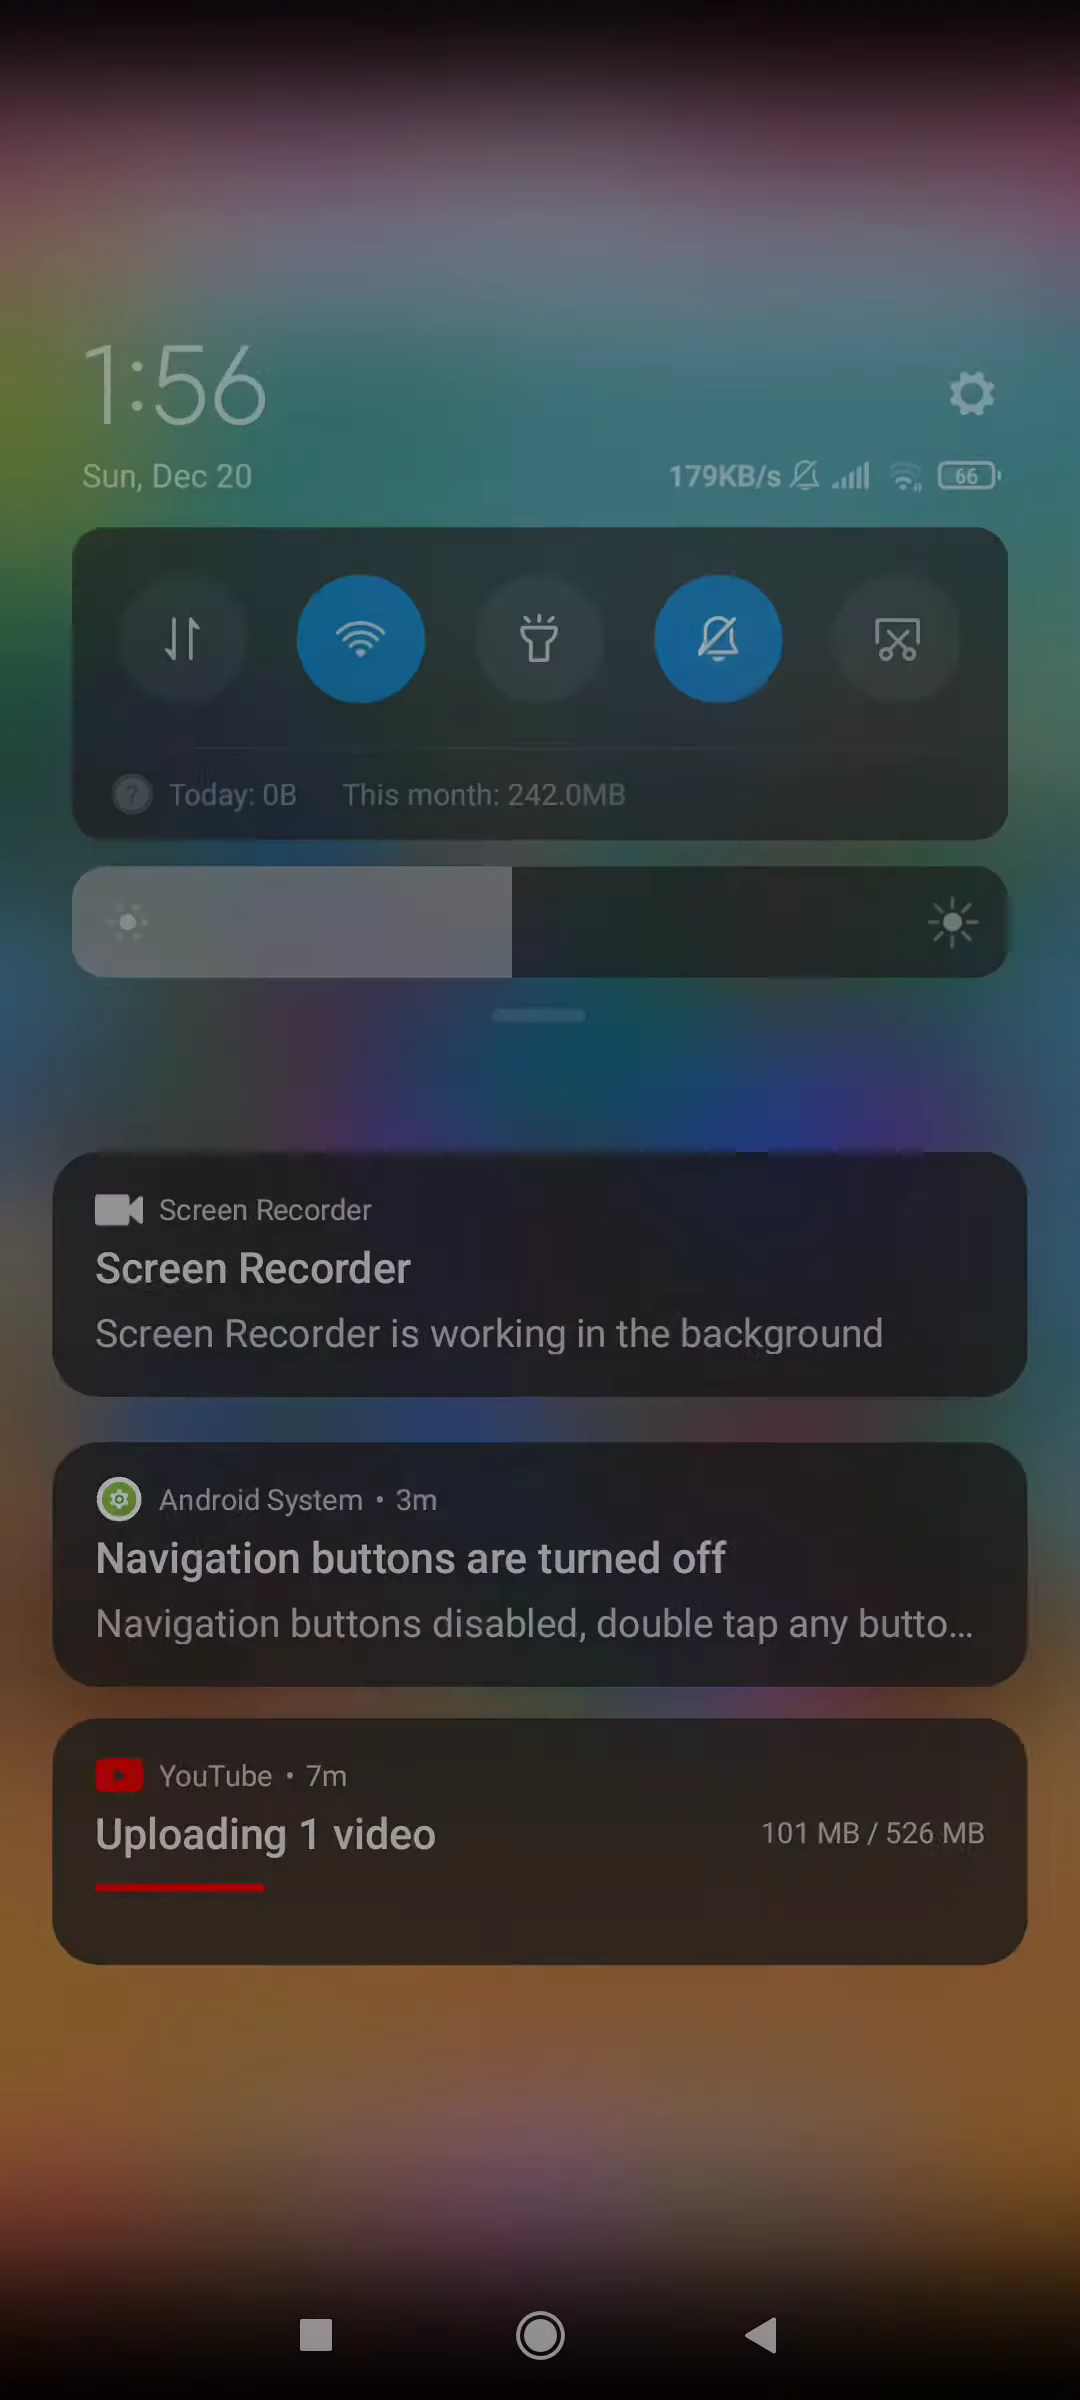 1:56
Sun, Dec 20
179KB/s 66
Today: 0B This month: 242.0MB
Screen Recorder
Screen Recorder
Screen Recorder is working in the background
Android System • 3m
Navigation buttons are turned off
Navigation buttons disabled, double tap any butto...
YouTube • 7m
Uploading 1 video 101 MB / 526 MB